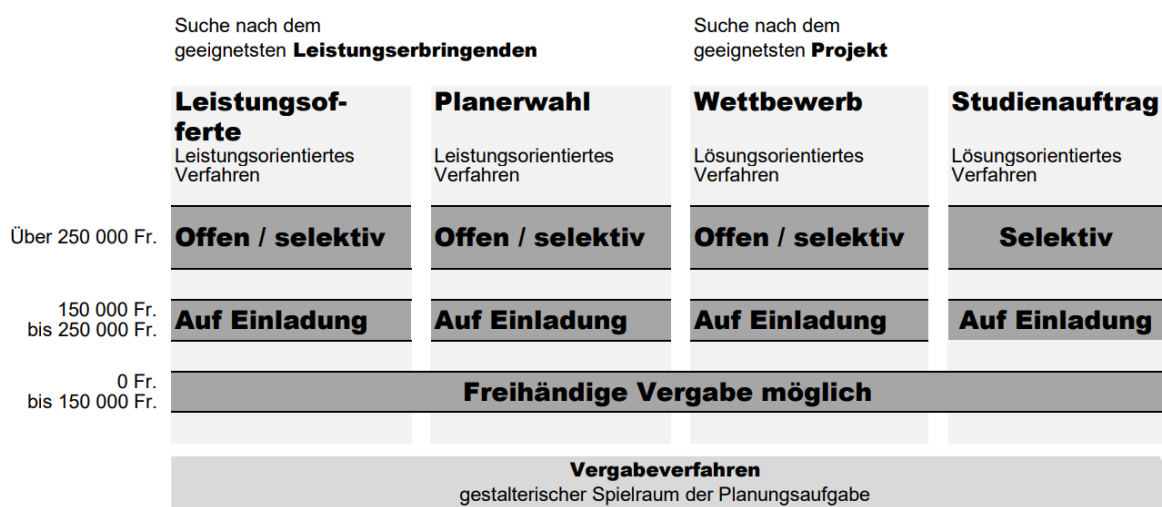 Suche nach dem
geeignetsten Leistungserbringenden
Suche nach dem
geeignetsten Projekt
Leistungsof-
ferte
Leistungsorientiertes
Verfahren
Planerwahl
Leistungsorientiertes
Verfahren
Wettbewerb
Lösungsorientiertes
Verfahren
Studienauftrag
Lösungsorientiertes
Verfahren
Über 250 000 Fr.
Offen / selektiv
Offen / selektiv
Offen / selektiv
Selektiv
150 000 Fr.
bis 250 000 Fr.
Auf Einladung
Auf Einladung
Auf Einladung
Auf Einladung
0 Fr.
bis 150 000 Fr.
Freihändige Vergabe möglich
Vergabeverfahren
gestalterischer Spielraum der Planungsaufgabe